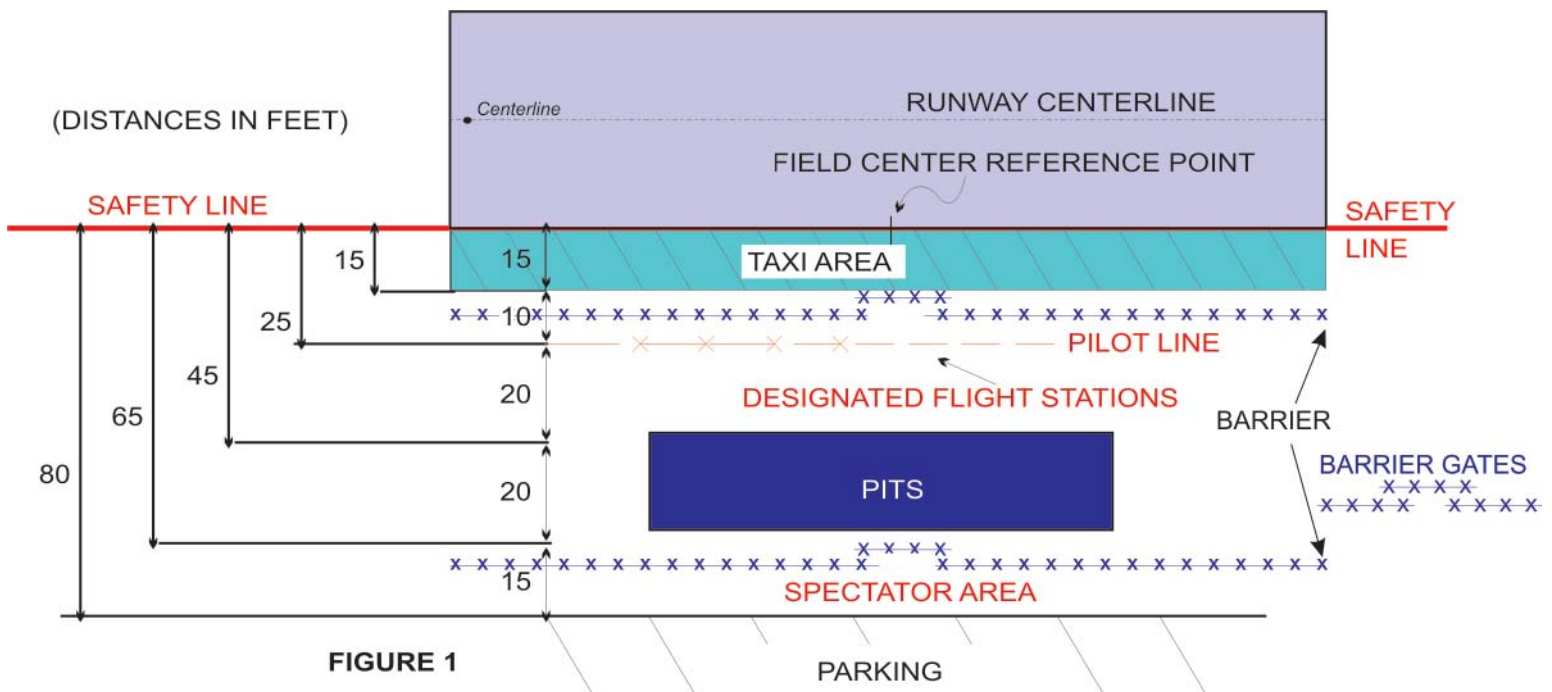 Centerline
RUNWAY CENTERLINE
(DISTANCES IN FEET)
FIELD CENTER REFERENCE POINT
SAFETY LINE
SAFETY
LINE
15
15
TAXI AREA
10
25
PILOT LINE
45
20
DESIGNATED FLIGHT STATIONS
65
BARRIER
80
20
PITS
BARRIER GATES
15
SPECTATOR AREA
FIGURE 1
PARKING